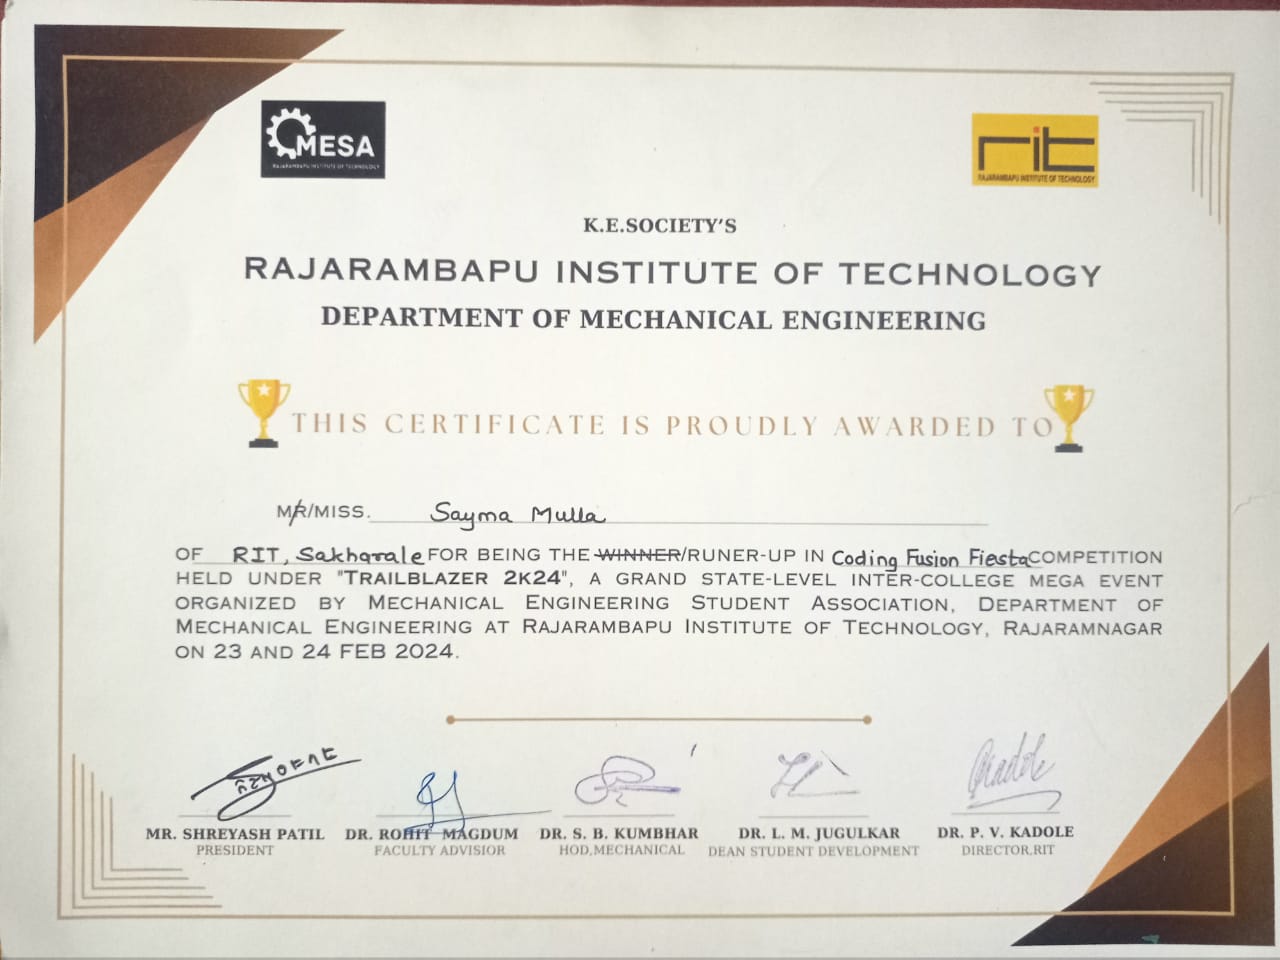 MESA
RAJARAMBAPU INSTITUTE OF TECHNOLOGY
rit
RAJARAMBAPU INSTITUTE OF TECHNOLOGY
K.E.SOCIETY'S
RAJARAMBAPU INSTITUTE OF TECHNOLOGY
DEPARTMENT OF MECHANICAL ENGINEERING
THIS CERTIFICATE IS PROUDLY AWARDED TO
MR/MISS. Sayma Mulla
OF RIT, Sakharale FOR BEING THE WINNER/RUNER-UP IN Coding Fusion Fiesta COMPETITION
HELD UNDER "TRAILBLAZER 2K24", A GRAND STATE-LEVEL INTER-COLLEGE MEGA EVENT
ORGANIZED BY MECHANICAL ENGINEERING STUDENT ASSOCIATION, DEPARTMENT OF
MECHANICAL ENGINEERING AT RAJARAMBAPU INSTITUTE OF TECHNOLOGY, RAJARAMNAGAR
ON 23 AND 24 FEB 2024.
MR. SHREYASH PATIL DR. ROHIT MAGDUM DR. S. B. KUMBHAR DR. L. M. JUGULKAR DR. P. V. KADOLE
PRESIDENT FACULTY ADVISIOR HOD,MECHANICAL DEAN STUDENT DEVELOPMENT DIRECTOR,RIT